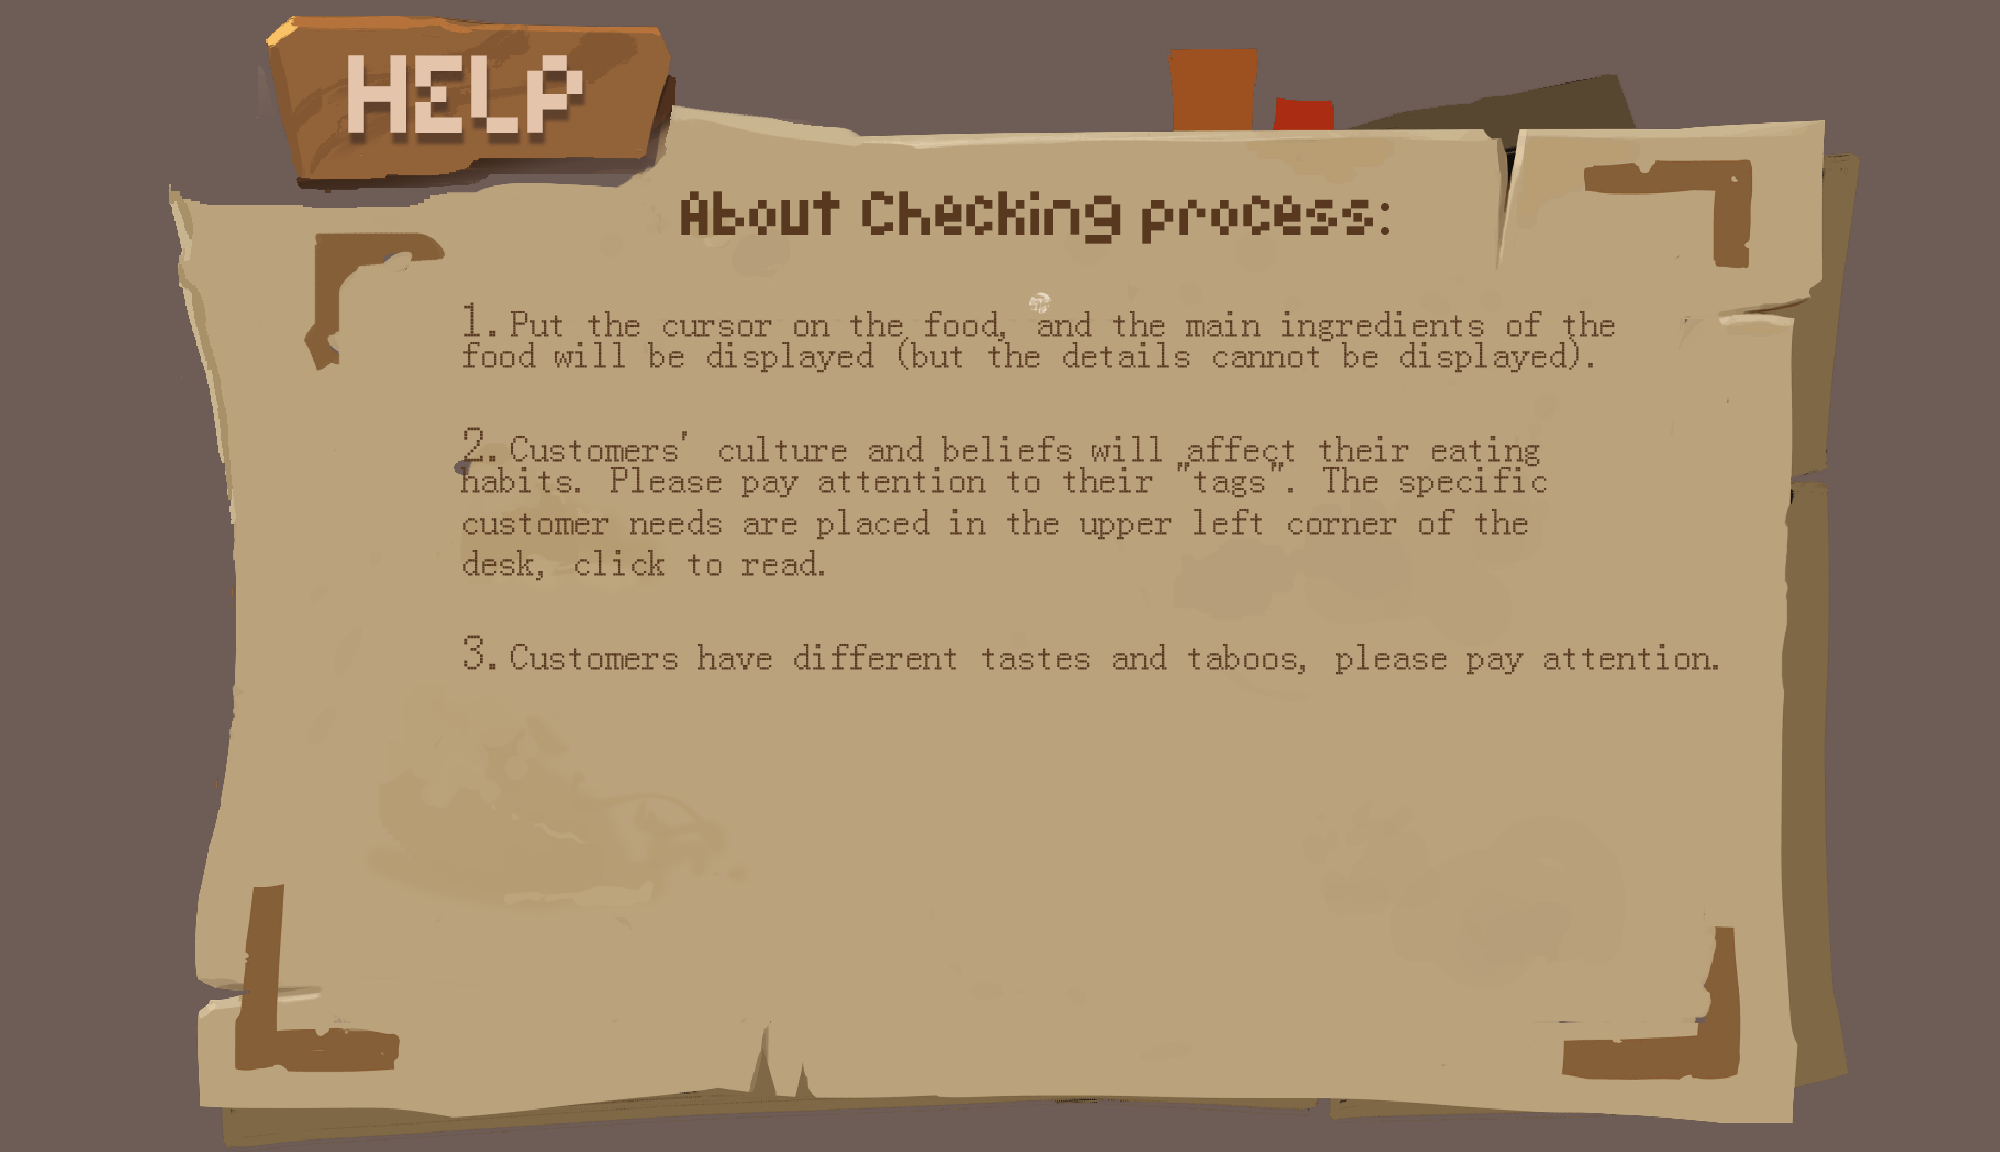 HELP
About Checking process:
1. Put the cursor on the food, and the main ingredients of the
food will be displayed (but the details cannot be displayed).
2. Customers' culture and beliefs will affect their eating
habits. Please pay attention to their "tags". The specific
customer needs are placed in the upper left corner of the
desk, click to read.
3. Customers have different tastes and taboos, please pay attention.